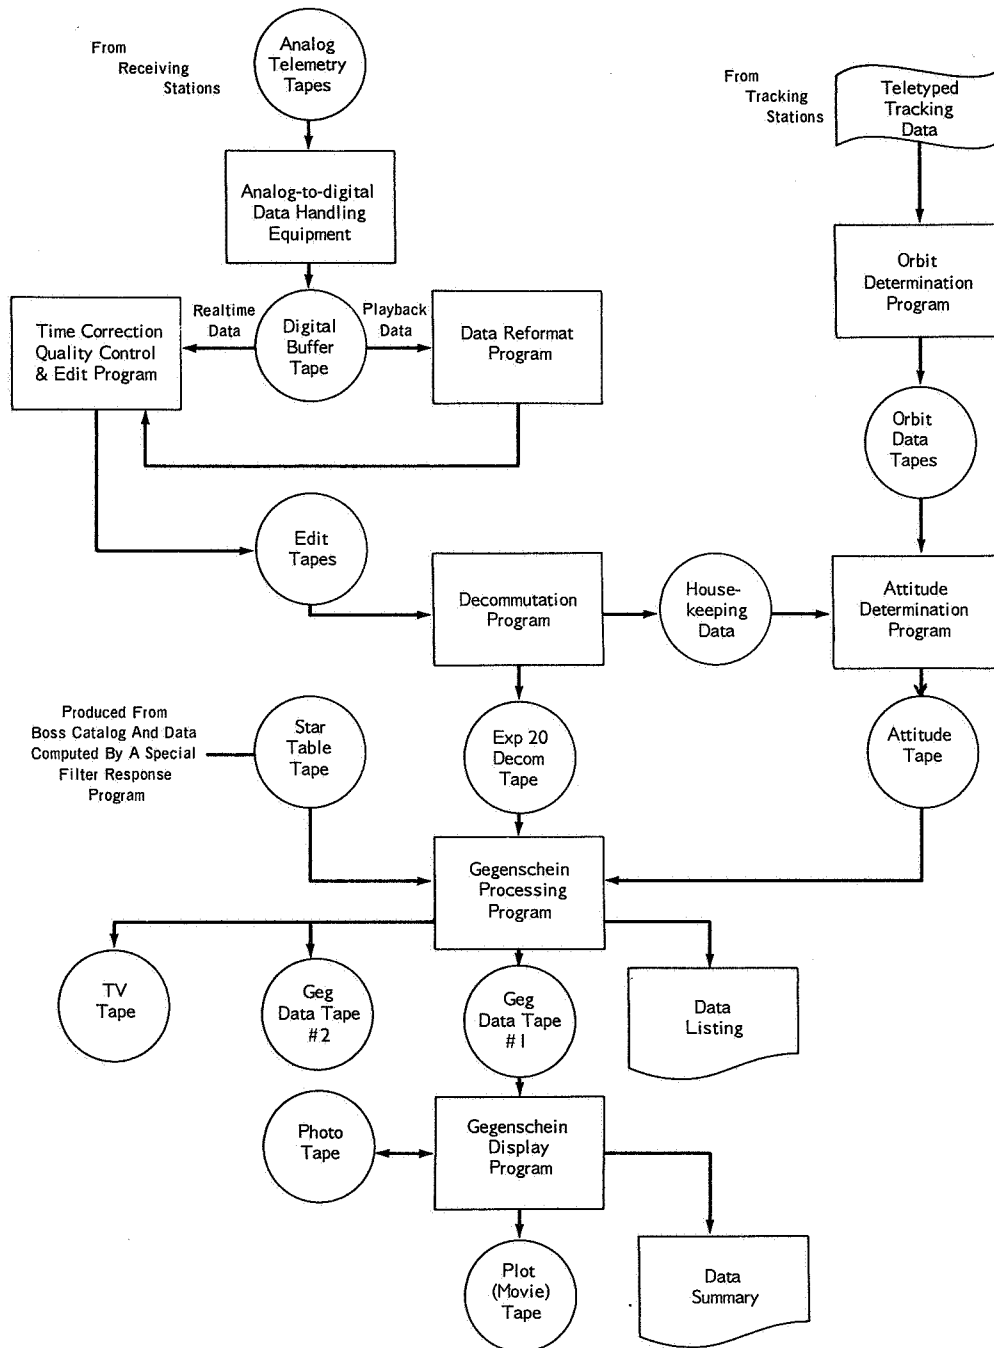 From
Receiving
Stations
Analog
Telemetry
Tapes
From
Tracking
Stations
Teletyped
Tracking
Data
Analog-to-digital
Data Handling
Equipment
Orbit
Determination
Program
Time Correction
Quality Control
& Edit Program
Realtime
Data
Digital
Buffer
Tape
Playback
Data
Data Reformat
Program
Orbit
Data
Tapes
Edit
Tapes
Decommutation
Program
House-
keeping
Data
Attitude
Determination
Program
Produced From
Boss Catalog And Data
Computed By A Special
Filter Response
Program
Star
Table
Tape
Exp 20
Decom
Tape
Attitude
Tape
Gegenschein
Processing
Program
TV
Tape
Geg
Data Tape
#2
Geg
Data Tape
#1
Data
Listing
Photo
Tape
Gegenschein
Display
Program
Plot
(Movie)
Tape
Data
Summary